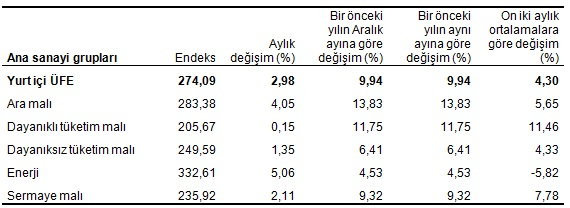 Ana sanayi grupları Endeks Aylık değişim (%) Bir önceki yılın Aralık ayına göre değişim (%) Bir önceki yılın aynı ayına göre değişim (%) On iki aylık ortalamalara göre değişim (%)
Yurt içi ÜFE 274,09 2,98 9,94 9,94 4,30
Ara malı 283,38 4,05 13,83 13,83 5,65
Dayanıklı tüketim malı 205,67 0,15 11,75 11,75 11,46
Dayanıksız tüketim malı 249,59 1,35 6,41 6,41 4,33
Enerji 332,61 5,06 4,53 4,53 -5,82
Sermaye malı 235,92 2,11 9,32 9,32 7,78